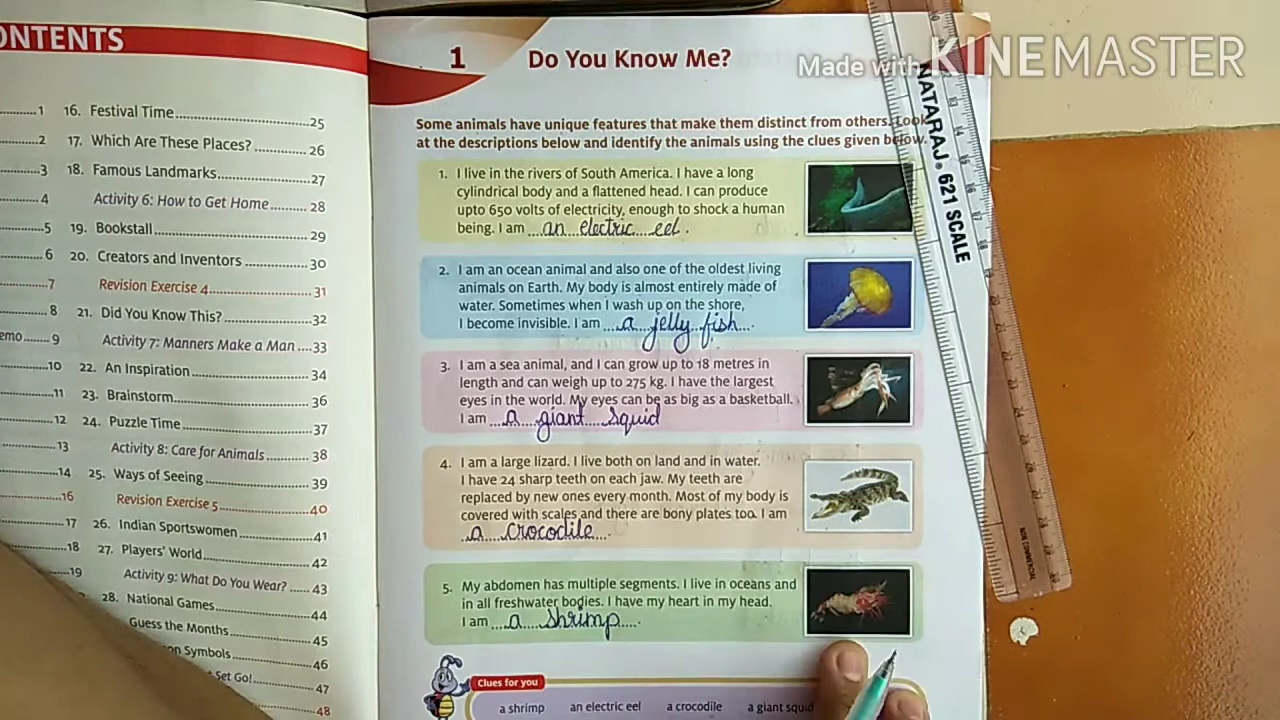 ONTENTS
1
2
3
4
5
6
7
8
emo 9
10
11
12
13
14
16
17
18
19
16. Festival Time 25
17. Which Are These Places? 26
18. Famous Landmarks 27
Activity 6: How to Get Home 28
19. Bookstall 29
20. Creators and Inventors 30
Revision Exercise 4 31
21. Did You Know This? 32
Activity 7: Manners Make a Man 33
22. An Inspiration 34
23. Brainstorm 36
24. Puzzle Time 37
Activity 8: Care for Animals 38
25. Ways of Seeing 39
Revision Exercise 5 40
26. Indian Sportswomen 41
27. Players' World 42
Activity 9: What Do You Wear? 43
28. National Games 44
Guess the Months 45
on Symbols 46
Set Go! 47
48
1 Do You Know Me?
Made with KINEMASTER
Some animals have unique features that make them distinct from others. Look
at the descriptions below and identify the animals using the clues given below.
1. I live in the rivers of South America. I have a long
cylindrical body and a flattened head. I can produce
upto 650 volts of electricity, enough to shock a human
being. I am an electric eel.
2. I am an ocean animal and also one of the oldest living
animals on Earth. My body is almost entirely made of
water. Sometimes when I wash up on the shore,
I become invisible. I am a jelly fish.
3. I am a sea animal, and I can grow up to 18 metres in
length and can weigh up to 275 kg. I have the largest
eyes in the world. My eyes can be as big as a basketball.
I am a giant squid
4. I am a large lizard. I live both on land and in water.
I have 24 sharp teeth on each jaw. My teeth are
replaced by new ones every month. Most of my body is
covered with scales and there are bony plates too. I am
a crocodile.
5. My abdomen has multiple segments. I live in oceans and
in all freshwater bodies. I have my heart in my head.
I am a shrimp.
Clues for you
a shrimp an electric eel a crocodile a giant squid
NATARAJ 621 SCALE
NON COMMERCIAL